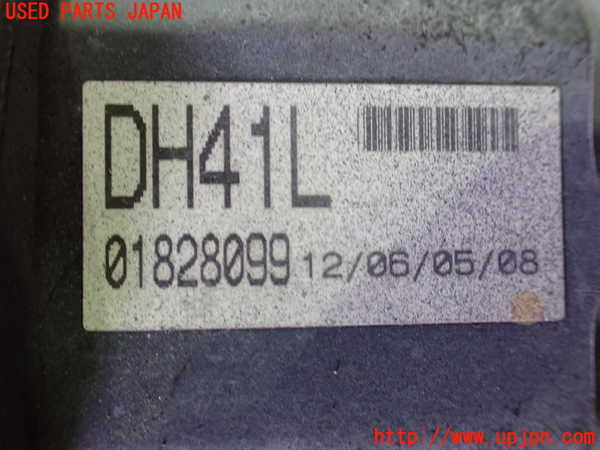 USED PARTS JAPAN
DH41L
01828099 12/06/05/08
http://www.upjpn.com/